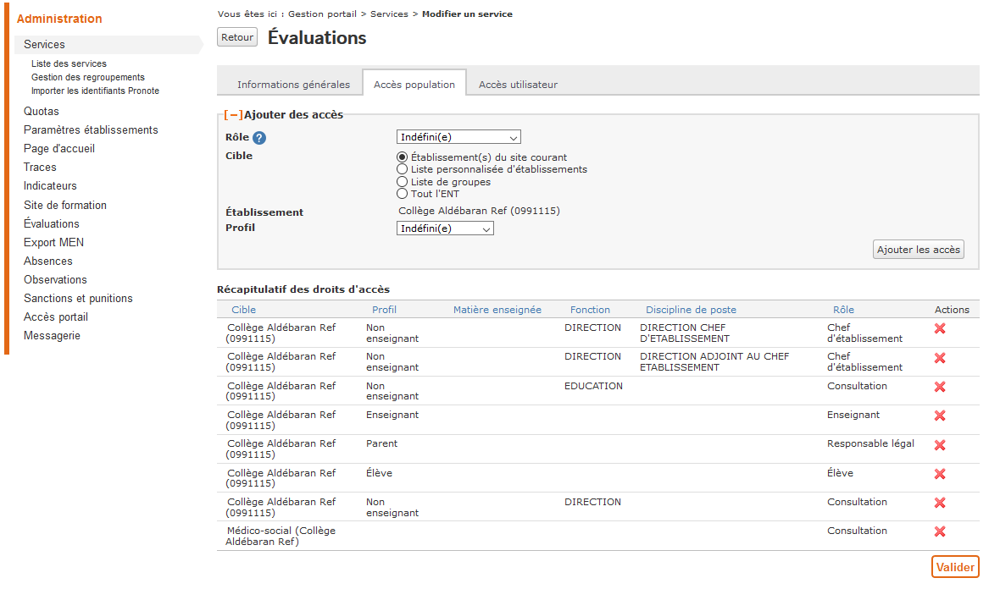 Administration
Services
Liste des services
Gestion des regroupements
Importer les identifiants Pronote
Quotas
Paramètres établissements
Page d'accueil
Traces
Indicateurs
Site de formation
Évaluations
Export MEN
Absences
Observations
Sanctions et punitions
Accès portail
Messagerie
Vous êtes ici : Gestion portail > Services > Modifier un service
Retour Évaluations
Informations générales Accès population Accès utilisateur
[−]Ajouter des accès
Rôle ? Indéfini(e)
Cible Établissement(s) du site courant
Liste personnalisée d'établissements
Liste de groupes
Tout l'ENT
Établissement Collège Aldébaran Ref (0991115)
Profil Indéfini(e)
Ajouter les accès
Récapitulatif des droits d'accès
Cible Profil Matière enseignée Fonction Discipline de poste Rôle Actions
Collège Aldébaran Ref Non DIRECTION DIRECTION CHEF Chef
(0991115) enseignant D'ETABLISSEMENT d'établissement
Collège Aldébaran Ref Non DIRECTION DIRECTION ADJOINT AU CHEF Chef
(0991115) enseignant ETABLISSEMENT d'établissement
Collège Aldébaran Ref Non EDUCATION Consultation
(0991115) enseignant
Collège Aldébaran Ref Enseignant Enseignant
(0991115)
Collège Aldébaran Ref Parent Responsable légal
(0991115)
Collège Aldébaran Ref Élève Élève
(0991115)
Collège Aldébaran Ref Non DIRECTION Consultation
(0991115) enseignant
Médico-social (Collège Consultation
Aldébaran Ref)
Valider